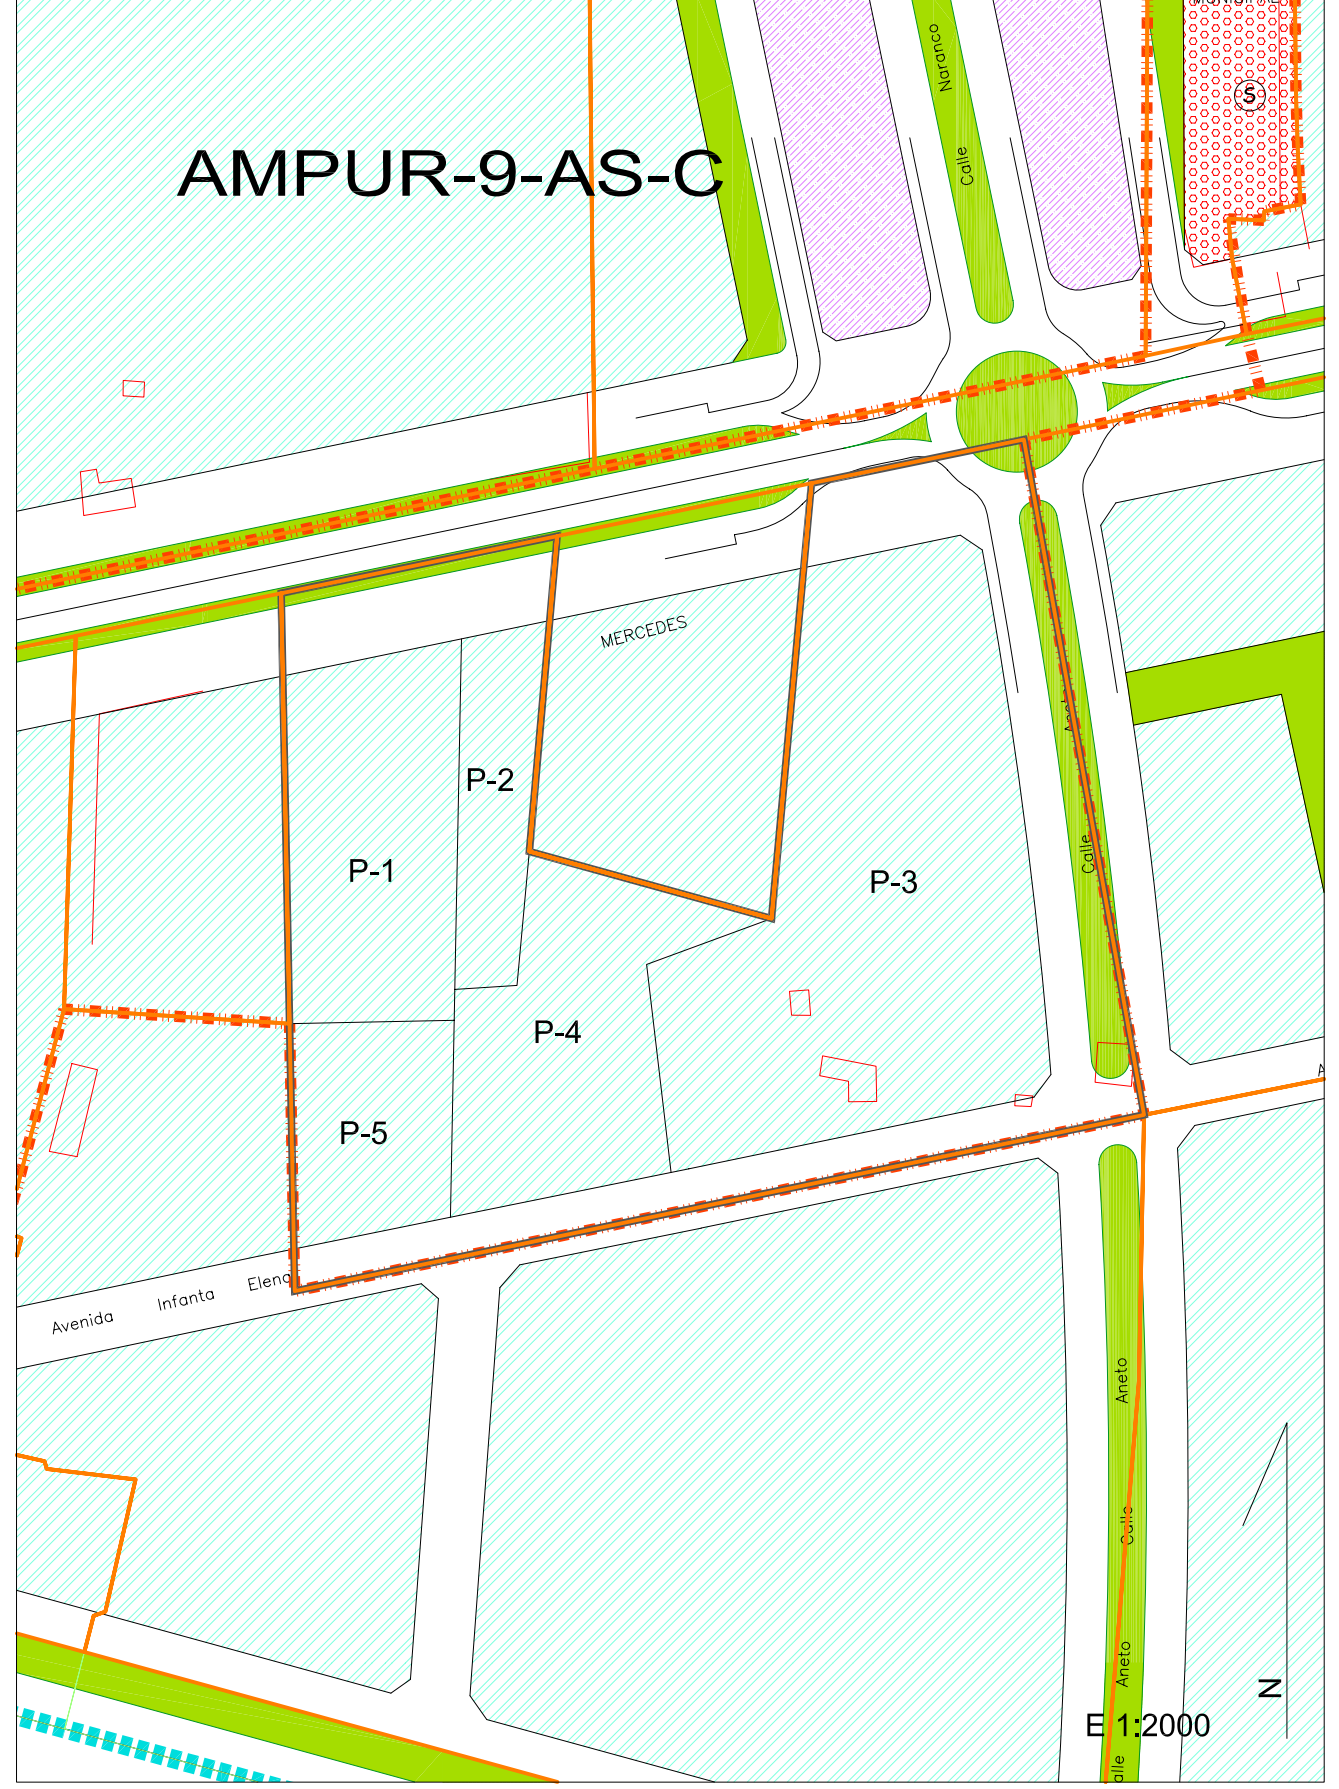 Naranco
Calle
S
AMPUR-9-AS-C
MERCEDES
P-2
P-1
P-3
Calle
P-4
P-5
Avenida Infanta Elena
Aneto
Calle
Aneto
N
E 1:2000